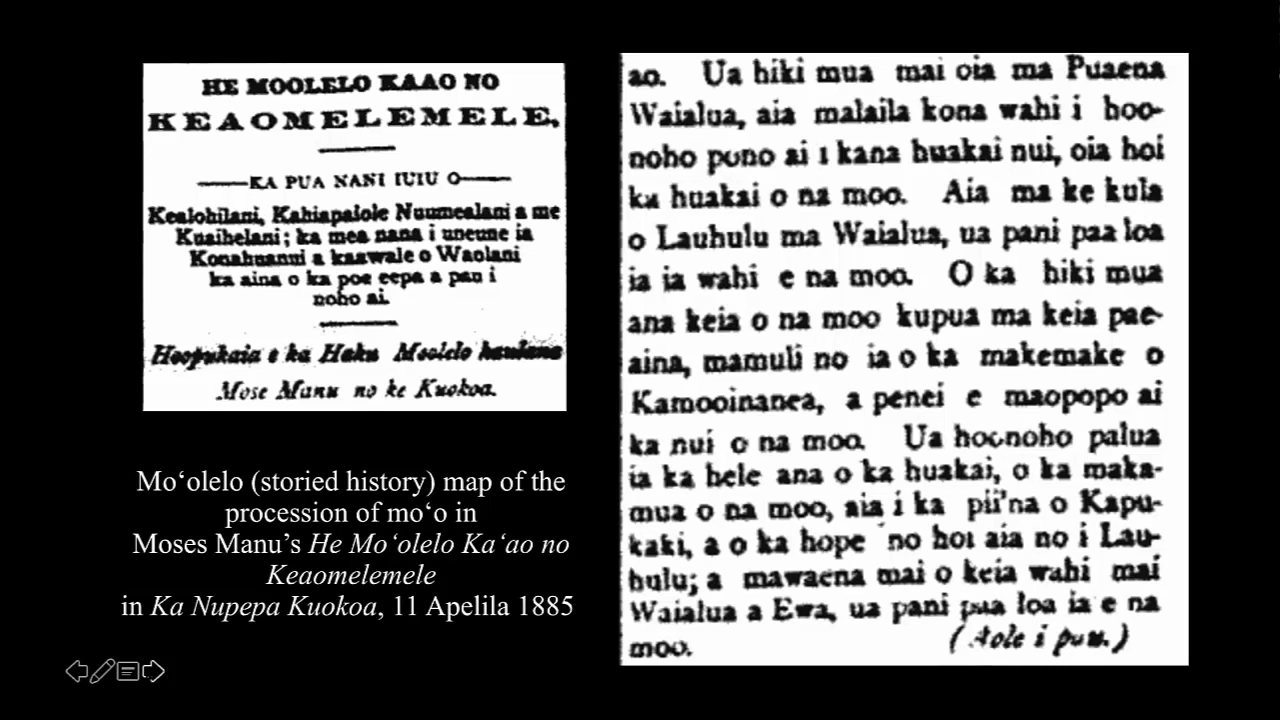 HE MOOLELO KAAO NO
KEAOMELEMELE,
KA PUA NANI IUIU O
Kealohilani, Kahiapaiole Nuumealani a me
Kuaihelani; ka mea nana i uneune ia
Konahuanui a kaawale o Waolani
ka aina o ka poe eepa a pau i
noho ai.
Hoopukaia e ka Haku Moolelo kaulana
Mose Manu no ke Kuokoa.
Moʻolelo (storied history) map of the
procession of moʻo in
Moses Manu’s He Moʻolelo Kaʻao no
Keaomelemele
in Ka Nupepa Kuokoa, 11 Apelila 1885
ao. Ua hiki mua mai oia ma Puaena
Waialua, aia malaila kona wahi i hoo-
noho pono ai i kana huakai nui, oia hoi
ka huakai o na moo. Aia ma ke kula
o Lauhulu ma Waialua, ua pani paa loa
ia ia wahi e na moo. O ka hiki mua
ana keia o na moo kupua ma keia pae-
aina, mamuli no ia o ka makemake o
Kamooinanea, a penei e maopopo ai
ka nui o na moo. Ua hoonoho palua
ia ka hele ana o ka huakai, o ka maka-
mua o na moo, aia i ka pii'na o Kapu-
kaki, a o ka hope no hoi aia no i Lau-
hulu; a mawaena mai o keia wahi mai
Waialua a Ewa, ua pani paa loa ia e na
moo. (Aole i pau.)